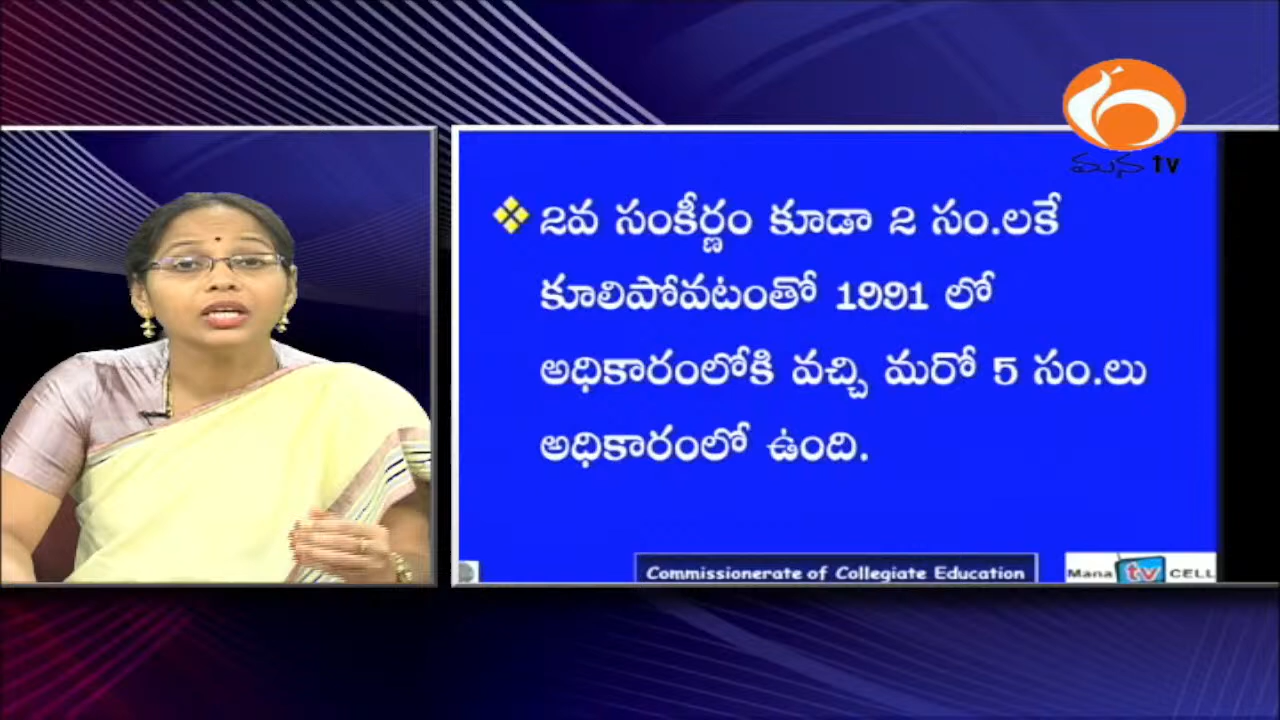 మన tv
2వ సంకీర్ణం కూడా 2 సం.లకే
కూలిపోవటంతో 1991 లో
అధికారంలోకి వచ్చి మరో 5 సం.లు
అధికారంలో ఉంది.
Commissionerate of Collegiate Education
Mana tv CELL